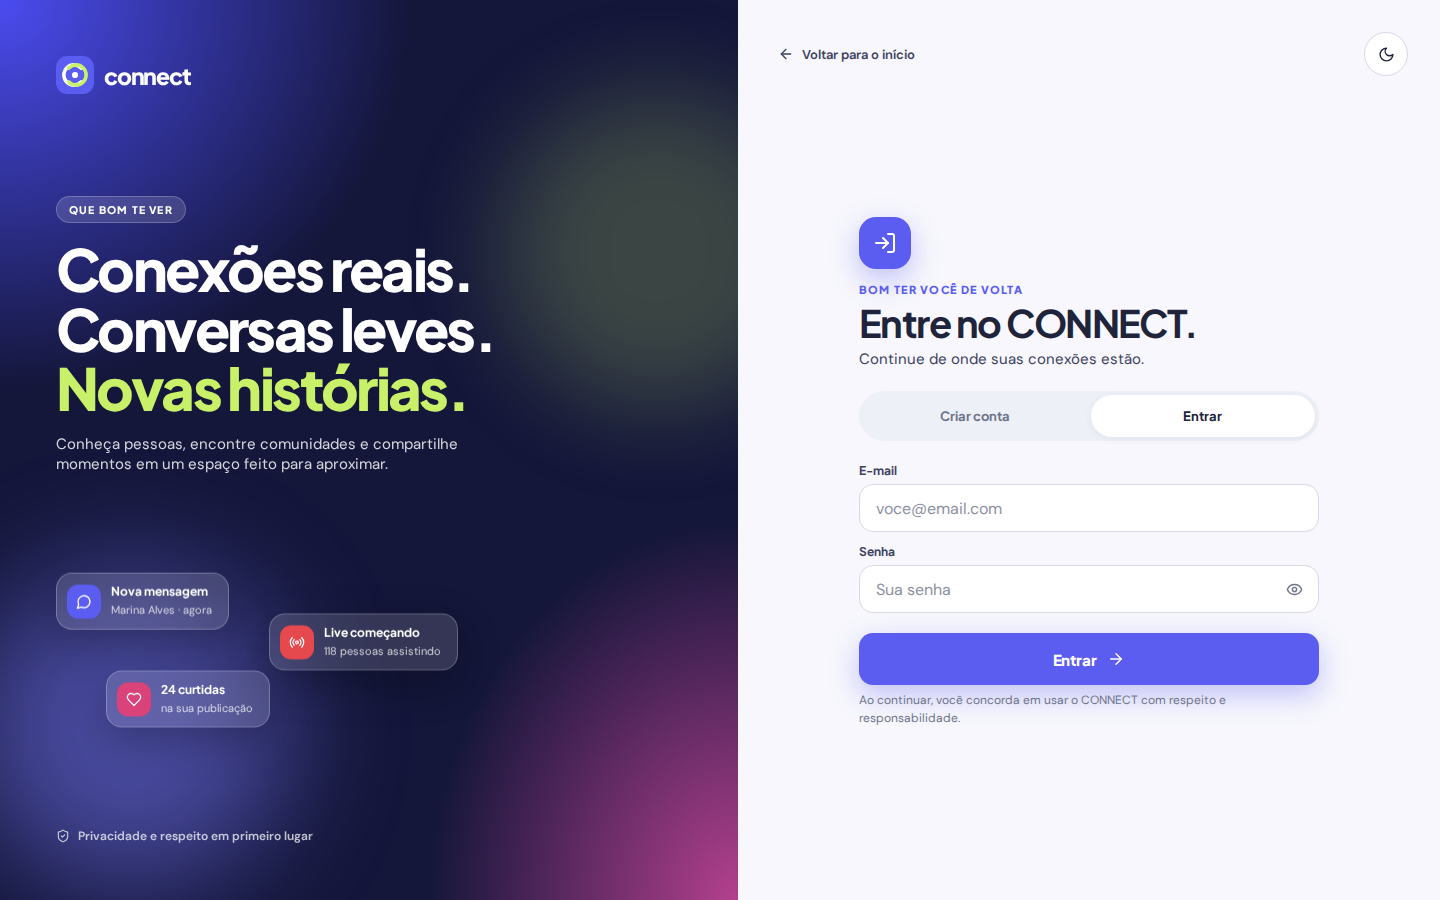 connect
QUE BOM TE VER
Conexões reais.
Conversas leves.
Novas histórias.
Conheça pessoas, encontre comunidades e compartilhe
momentos em um espaço feito para aproximar.
Nova mensagem
Marina Alves · agora
Live começando
118 pessoas assistindo
24 curtidas
na sua publicação
Privacidade e respeito em primeiro lugar
Voltar para o início
BOM TER VOCÊ DE VOLTA
Entre no CONNECT.
Continue de onde suas conexões estão.
Criar conta
Entrar
E-mail
voce@email.com
Senha
Sua senha
Entrar
Ao continuar, você concorda em usar o CONNECT com respeito e
responsabilidade.